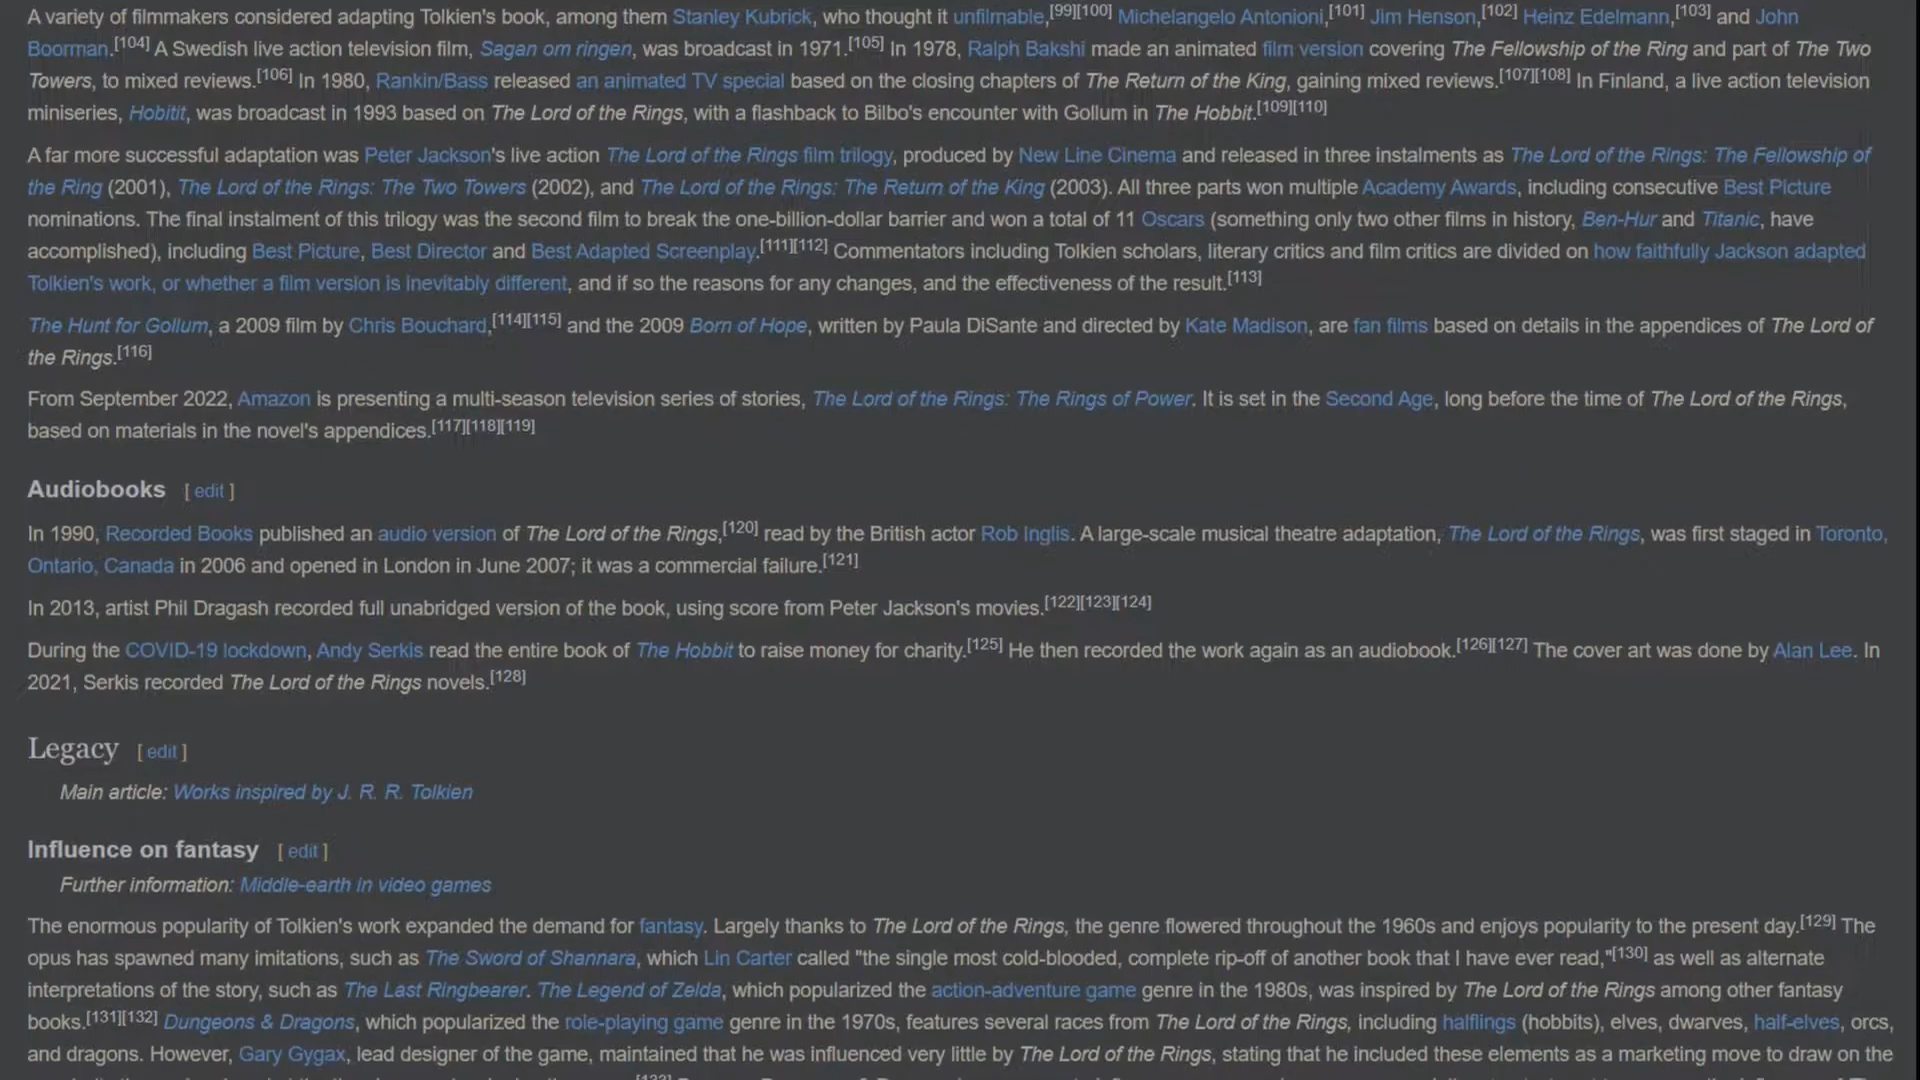 A variety of filmmakers considered adapting Tolkien's book, among them Stanley Kubrick, who thought it unfilmable,[99][100] Michelangelo Antonioni,[101] Jim Henson,[102] Heinz Edelmann,[103] and John
Boorman.[104] A Swedish live action television film, Sagan om ringen, was broadcast in 1971.[105] In 1978, Ralph Bakshi made an animated film version covering The Fellowship of the Ring and part of The Two
Towers, to mixed reviews.[106] In 1980, Rankin/Bass released an animated TV special based on the closing chapters of The Return of the King, gaining mixed reviews.[107][108] In Finland, a live action television
miniseries, Hobitit, was broadcast in 1993 based on The Lord of the Rings, with a flashback to Bilbo's encounter with Gollum in The Hobbit.[109][110]
A far more successful adaptation was Peter Jackson's live action The Lord of the Rings film trilogy, produced by New Line Cinema and released in three instalments as The Lord of the Rings: The Fellowship of
the Ring (2001), The Lord of the Rings: The Two Towers (2002), and The Lord of the Rings: The Return of the King (2003). All three parts won multiple Academy Awards, including consecutive Best Picture
nominations. The final instalment of this trilogy was the second film to break the one-billion-dollar barrier and won a total of 11 Oscars (something only two other films in history, Ben-Hur and Titanic, have
accomplished), including Best Picture, Best Director and Best Adapted Screenplay.[111][112] Commentators including Tolkien scholars, literary critics and film critics are divided on how faithfully Jackson adapted
Tolkien's work, or whether a film version is inevitably different, and if so the reasons for any changes, and the effectiveness of the result.[113]
The Hunt for Gollum, a 2009 film by Chris Bouchard,[114][115] and the 2009 Born of Hope, written by Paula DiSante and directed by Kate Madison, are fan films based on details in the appendices of The Lord of
the Rings.[116]
From September 2022, Amazon is presenting a multi-season television series of stories, The Lord of the Rings: The Rings of Power. It is set in the Second Age, long before the time of The Lord of the Rings,
based on materials in the novel's appendices.[117][118][119]
Audiobooks [ edit ]
In 1990, Recorded Books published an audio version of The Lord of the Rings,[120] read by the British actor Rob Inglis. A large-scale musical theatre adaptation, The Lord of the Rings, was first staged in Toronto,
Ontario, Canada in 2006 and opened in London in June 2007; it was a commercial failure.[121]
In 2013, artist Phil Dragash recorded full unabridged version of the book, using score from Peter Jackson's movies.[122][123][124]
During the COVID-19 lockdown, Andy Serkis read the entire book of The Hobbit to raise money for charity.[125] He then recorded the work again as an audiobook.[126][127] The cover art was done by Alan Lee. In
2021, Serkis recorded The Lord of the Rings novels.[128]
Legacy [ edit ]
Main article: Works inspired by J. R. R. Tolkien
Influence on fantasy [ edit ]
Further information: Middle-earth in video games
The enormous popularity of Tolkien's work expanded the demand for fantasy. Largely thanks to The Lord of the Rings, the genre flowered throughout the 1960s and enjoys popularity to the present day.[129] The
opus has spawned many imitations, such as The Sword of Shannara, which Lin Carter called "the single most cold-blooded, complete rip-off of another book that I have ever read,"[130] as well as alternate
interpretations of the story, such as The Last Ringbearer. The Legend of Zelda, which popularized the action-adventure game genre in the 1980s, was inspired by The Lord of the Rings among other fantasy
books.[131][132] Dungeons & Dragons, which popularized the role-playing game genre in the 1970s, features several races from The Lord of the Rings, including halflings (hobbits), elves, dwarves, half-elves, orcs,
and dragons. However, Gary Gygax, lead designer of the game, maintained that he was influenced very little by The Lord of the Rings, stating that he included these elements as a marketing move to draw on the